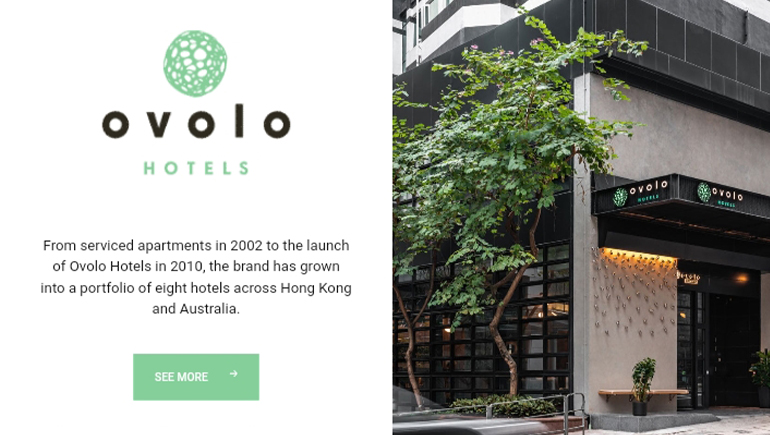 ovolo
HOTELS
From serviced apartments in 2002 to the launch
of Ovolo Hotels in 2010, the brand has grown
into a portfolio of eight hotels across Hong Kong
and Australia.
SEE MORE →
ovolo
HOTELS
ovolo
HOTELS
ovolo